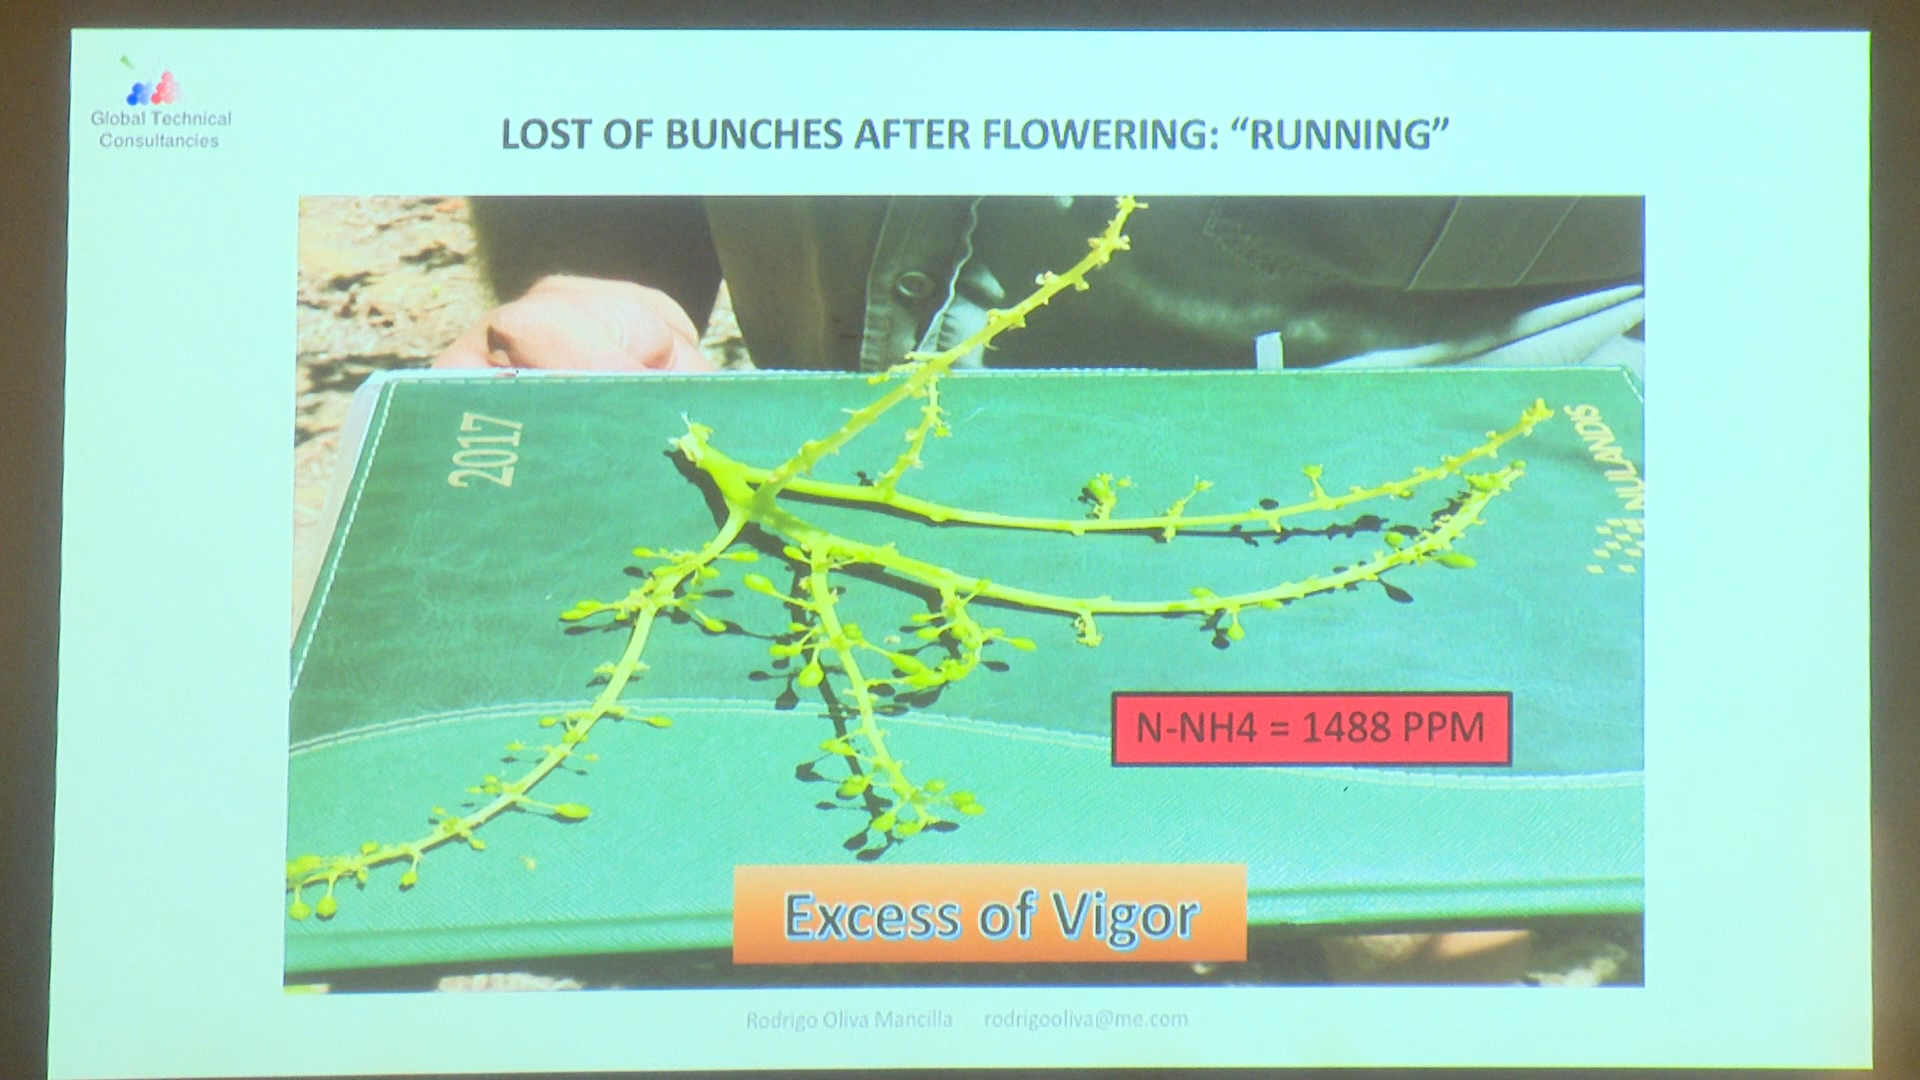 Global Technical
Consultancies
LOST OF BUNCHES AFTER FLOWERING: “RUNNING”
2017
ANLANDIS
N-NH4 = 1488 PPM
Excess of Vigor
Rodrigo Oliva Mancilla rodrigooliva@me.com